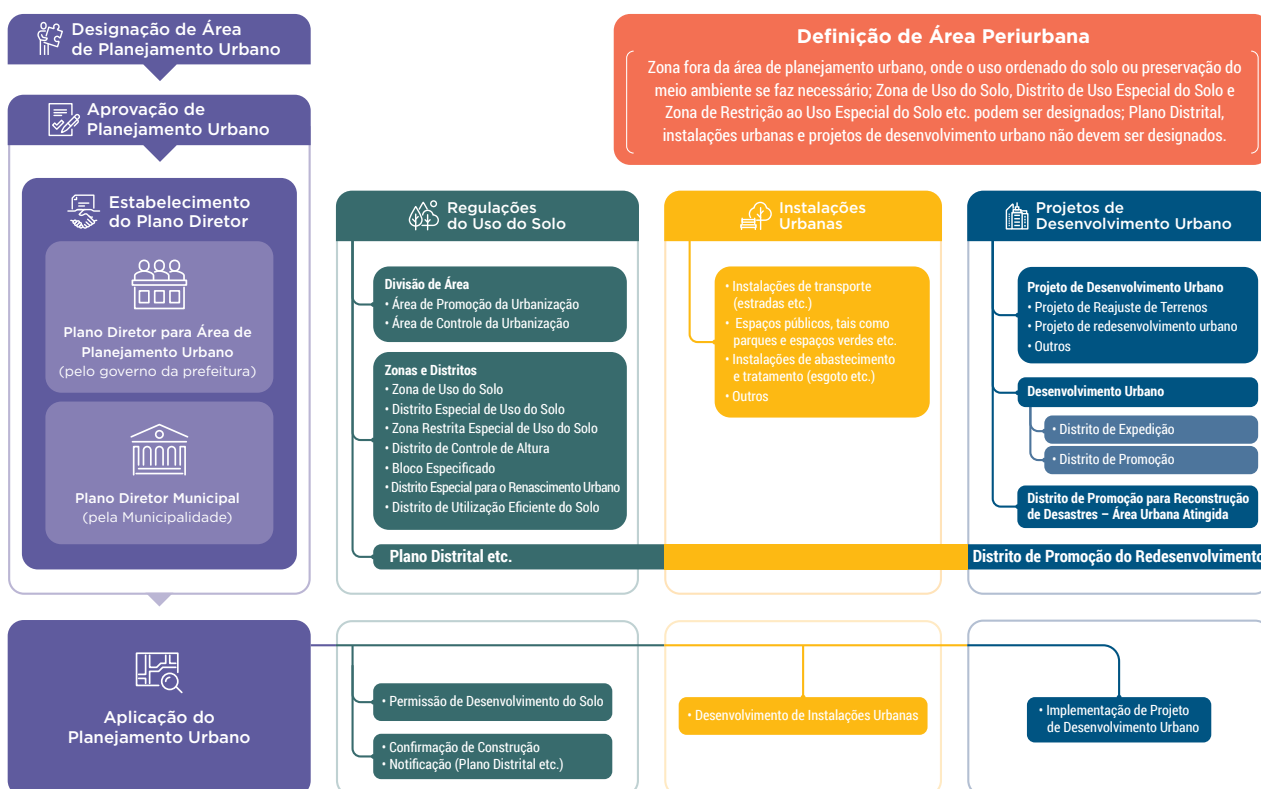 Designação de Área
de Planejamento Urbano
Definição de Área Periurbana
Zona fora da área de planejamento urbano, onde o uso ordenado do solo ou preservação do
meio ambiente se faz necessário; Zona de Uso do Solo, Distrito de Uso Especial do Solo e
Zona de Restrição ao Uso Especial do Solo etc. podem ser designados; Plano Distrital,
instalações urbanas e projetos de desenvolvimento urbano não devem ser designados.
Aprovação de
Planejamento Urbano
Estabelecimento
do Plano Diretor
Plano Diretor para Área de
Planejamento Urbano
(pelo governo da prefeitura)
Plano Diretor Municipal
(pela Municipalidade)
Regulações
do Uso do Solo
Divisão de Área
• Área de Promoção da Urbanização
• Área de Controle da Urbanização
Zonas e Distritos
• Zona de Uso do Solo
• Distrito Especial de Uso do Solo
• Zona Restrita Especial de Uso do Solo
• Distrito de Controle de Altura
• Bloco Especificado
• Distrito Especial para o Renascimento Urbano
• Distrito de Utilização Eficiente do Solo
Plano Distrital etc.
Instalações
Urbanas
• Instalações de transporte
(estradas etc.)
• Espaços públicos, tais como
parques e espaços verdes etc.
• Instalações de abastecimento
e tratamento (esgoto etc.)
• Outros
Projetos de
Desenvolvimento Urbano
Projeto de Desenvolvimento Urbano
• Projeto de Reajuste de Terrenos
• Projeto de redesenvolvimento urbano
• Outros
Desenvolvimento Urbano
• Distrito de Expedição
• Distrito de Promoção
Distrito de Promoção para Reconstrução
de Desastres – Área Urbana Atingida
Distrito de Promoção do Redesenvolvimento
Aplicação do
Planejamento Urbano
• Permissão de Desenvolvimento do Solo
• Confirmação de Construção
• Notificação (Plano Distrital etc.)
• Desenvolvimento de Instalações Urbanas
• Implementação de Projeto
de Desenvolvimento Urbano